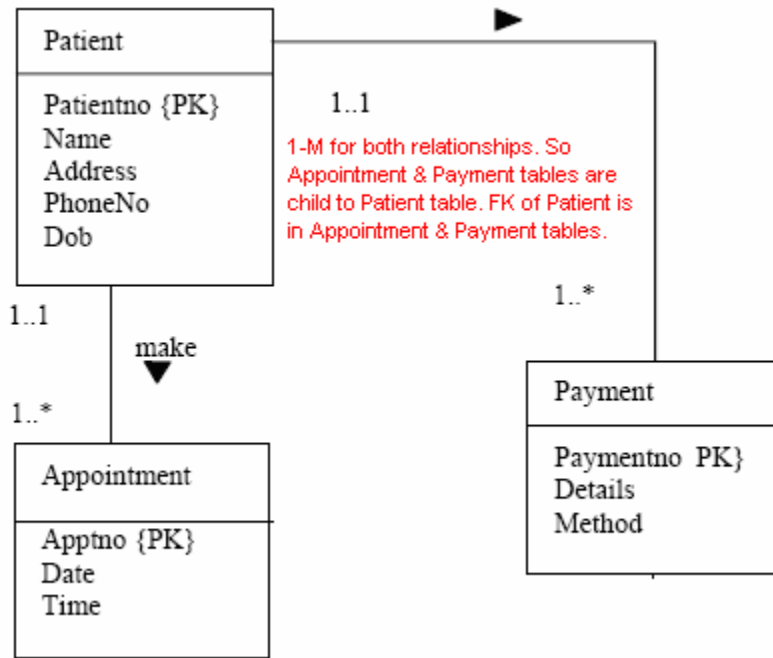 Patient
Patientno {PK}
Name
Address
PhoneNo
Dob
1..1
1-M for both relationships. So
Appointment & Payment tables are
child to Patient table. FK of Patient is
in Appointment & Payment tables.
1..1
make
1..*
1..*
Payment
Paymentno PK}
Details
Method
Appointment
Apptno {PK}
Date
Time